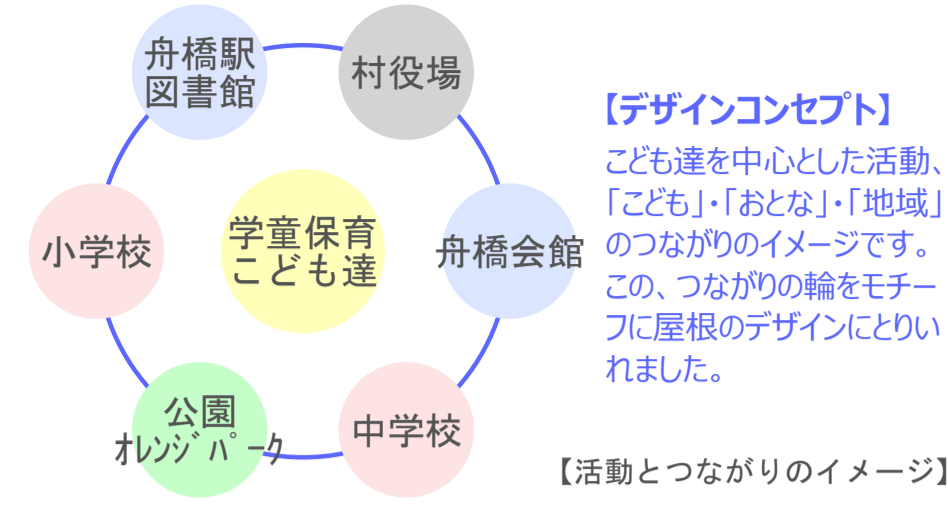 舟橋駅
図書館
村役場
小学校
学童保育
こども達
舟橋会館
公園
ｵﾚﾝｼﾞﾊﾟｰｸ
中学校
【デザインコンセプト】
こども達を中心とした活動、
「こども」・「おとな」・「地域」
のつながりのイメージです。
この、つながりの輪をモチー
フに屋根のデザインにとりい
れました。
【活動とつながりのイメージ】